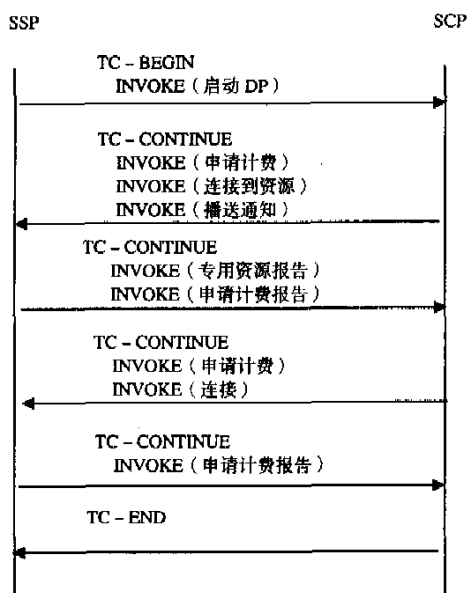 SSP
SCP
TC – BEGIN
INVOKE（启动 DP）
TC – CONTINUE
INVOKE（申请计费）
INVOKE（连接到资源）
INVOKE（播送通知）
TC – CONTINUE
INVOKE（专用资源报告）
INVOKE（申请计费报告）
TC – CONTINUE
INVOKE（申请计费）
INVOKE（连接）
TC – CONTINUE
INVOKE（申请计费报告）
TC – END